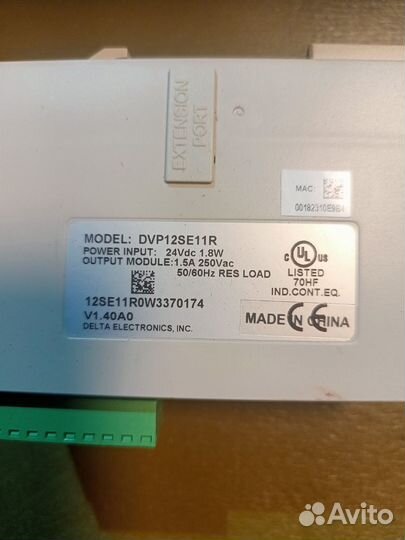 EXTENSION
PORT
MAC:
MODEL: DVP12SE11R
POWER INPUT: 24Vdc 1.8W
OUTPUT MODULE:1.5A 250Vac
50/60Hz RES LOAD
12SE11R0W3370174
V1.40A0
DELTA ELECTRONICS, INC.
c UL US
LISTED
70HF
IND.CONT.EQ.
MADE IN CHINA
CE
Avito